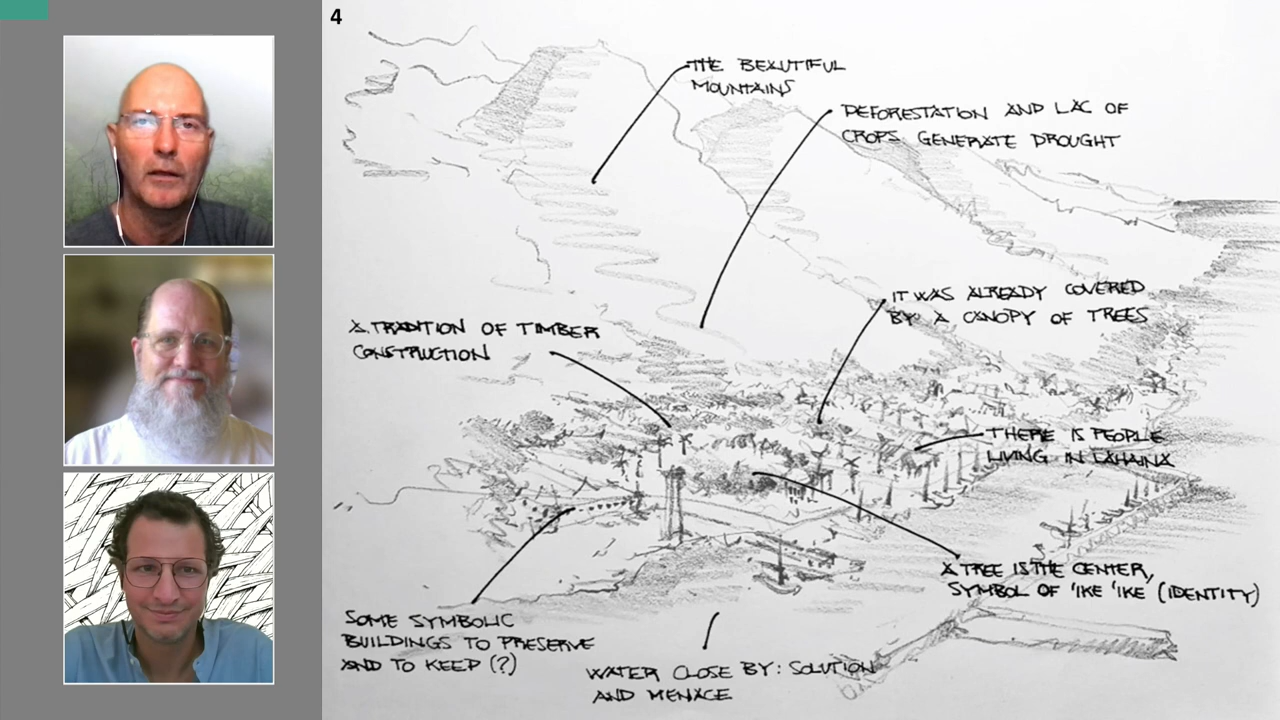 4
THE BEAUTIFUL
MOUNTAINS
DEFORESTATION AND LAC OF
CROPS GENERATE DROUGHT
IT WAS ALREADY COVERED
BY A CANOPY OF TREES
A TRADITION OF TIMBER
CONSTRUCTION
THERE IS PEOPLE
LIVING IN LAHAINA
A TREE IS THE CENTER,
SYMBOL OF 'IKE 'IKE (IDENTITY)
SOME SYMBOLIC
BUILDINGS TO PRESERVE
AND TO KEEP (?)
WATER CLOSE BY: SOLUTION
AND MENACE